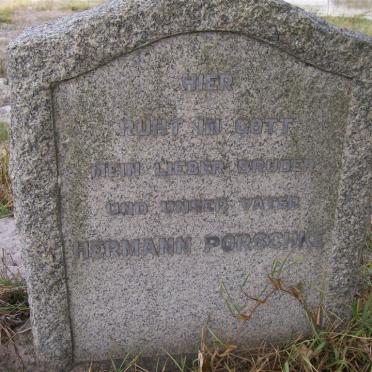 HIER
RUHT IN GOTT
MEIN LIEBER BRUDER
UND UNSER VATER
HERMANN PORSCHKE